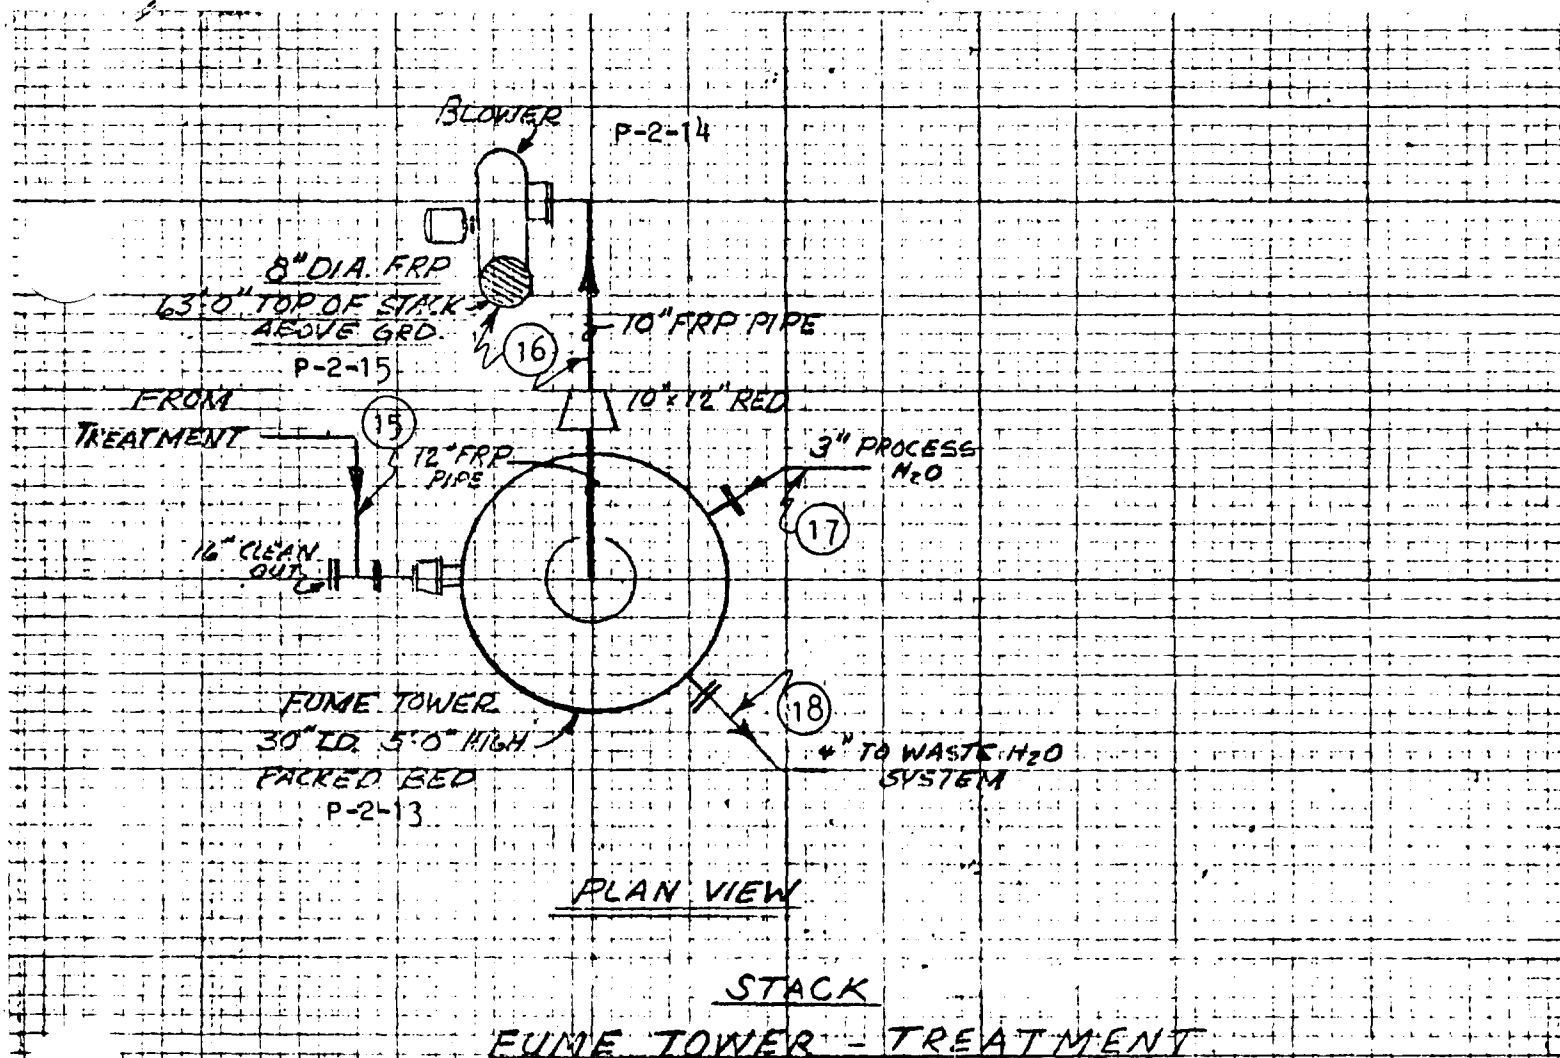 BLOWER
P-2-14
8" DIA. FRP
63'0" TOP OF STACK
ABOVE GRD.
P-2-15
16
10" FRP PIPE
10" x 12" RED
FROM
TREATMENT
15
12" FRP
PIPE
3" PROCESS
H2O
17
16" CLEAN
OUT
FUME TOWER
30" I.D. 5'0" HIGH
PACKED BED
P-2-13
18
4" TO WASTE H2O
SYSTEM
PLAN VIEW
STACK
FUME TOWER - TREATMENT